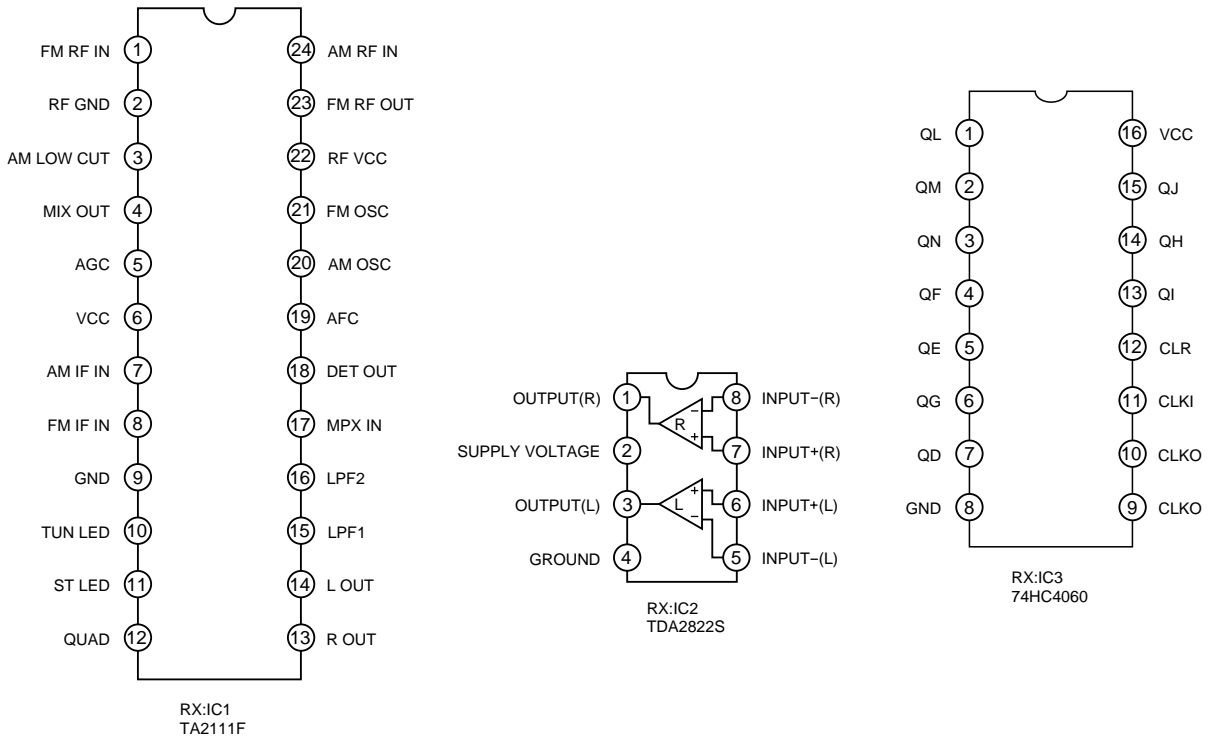 FM RF IN 1 24 AM RF IN
RF GND 2 23 FM RF OUT
AM LOW CUT 3 22 RF VCC
MIX OUT 4 21 FM OSC
AGC 5 20 AM OSC
VCC 6 19 AFC
AM IF IN 7 18 DET OUT
FM IF IN 8 17 MPX IN
GND 9 16 LPF2
TUN LED 10 15 LPF1
ST LED 11 14 L OUT
QUAD 12 13 R OUT
RX:IC1
TA2111F
OUTPUT(R) 1 R − + 8 INPUT−(R)
SUPPLY VOLTAGE 2 7 INPUT+(R)
OUTPUT(L) 3 L + − 6 INPUT+(L)
GROUND 4 5 INPUT−(L)
RX:IC2
TDA2822S
QL 1 16 VCC
QM 2 15 QJ
QN 3 14 QH
QF 4 13 QI
QE 5 12 CLR
QG 6 11 CLKI
QD 7 10 CLKO
GND 8 9 CLKO
RX:IC3
74HC4060